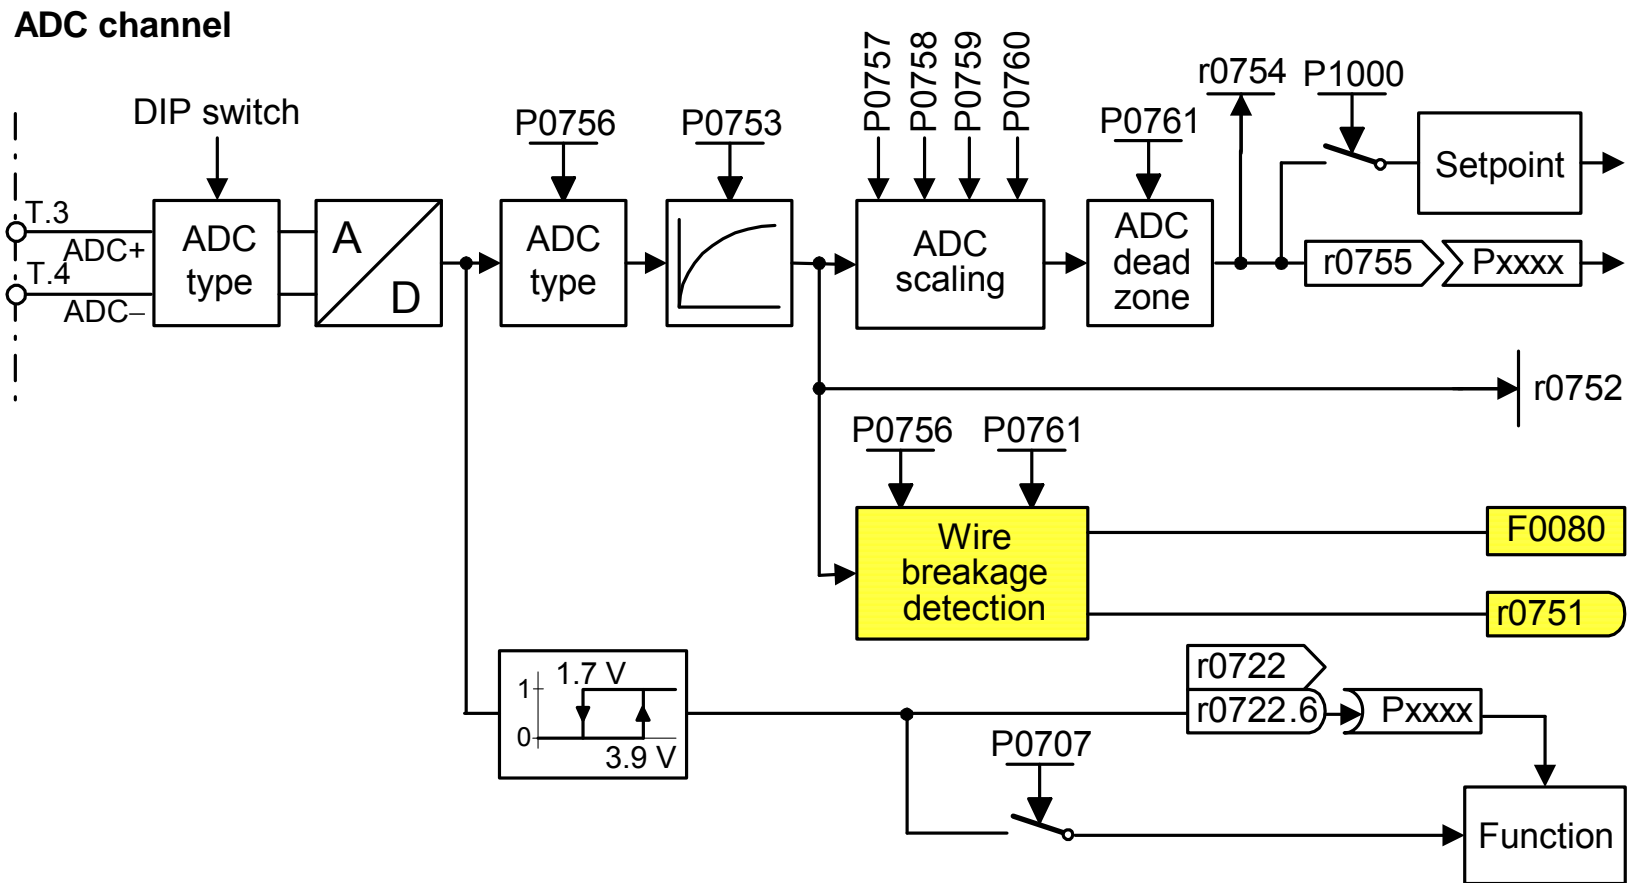 ADC channel
DIP switch
P0756
P0753
P0757
P0758
P0759
P0760
P0761
r0754
P1000
T.3
ADC+
T.4
ADC−
ADC
type
A
D
ADC
type
ADC
scaling
ADC
dead
zone
Setpoint
r0755
Pxxxx
r0752
P0756
P0761
Wire
breakage
detection
F0080
r0751
1
1.7 V
0
3.9 V
r0722
r0722.6
Pxxxx
P0707
Function